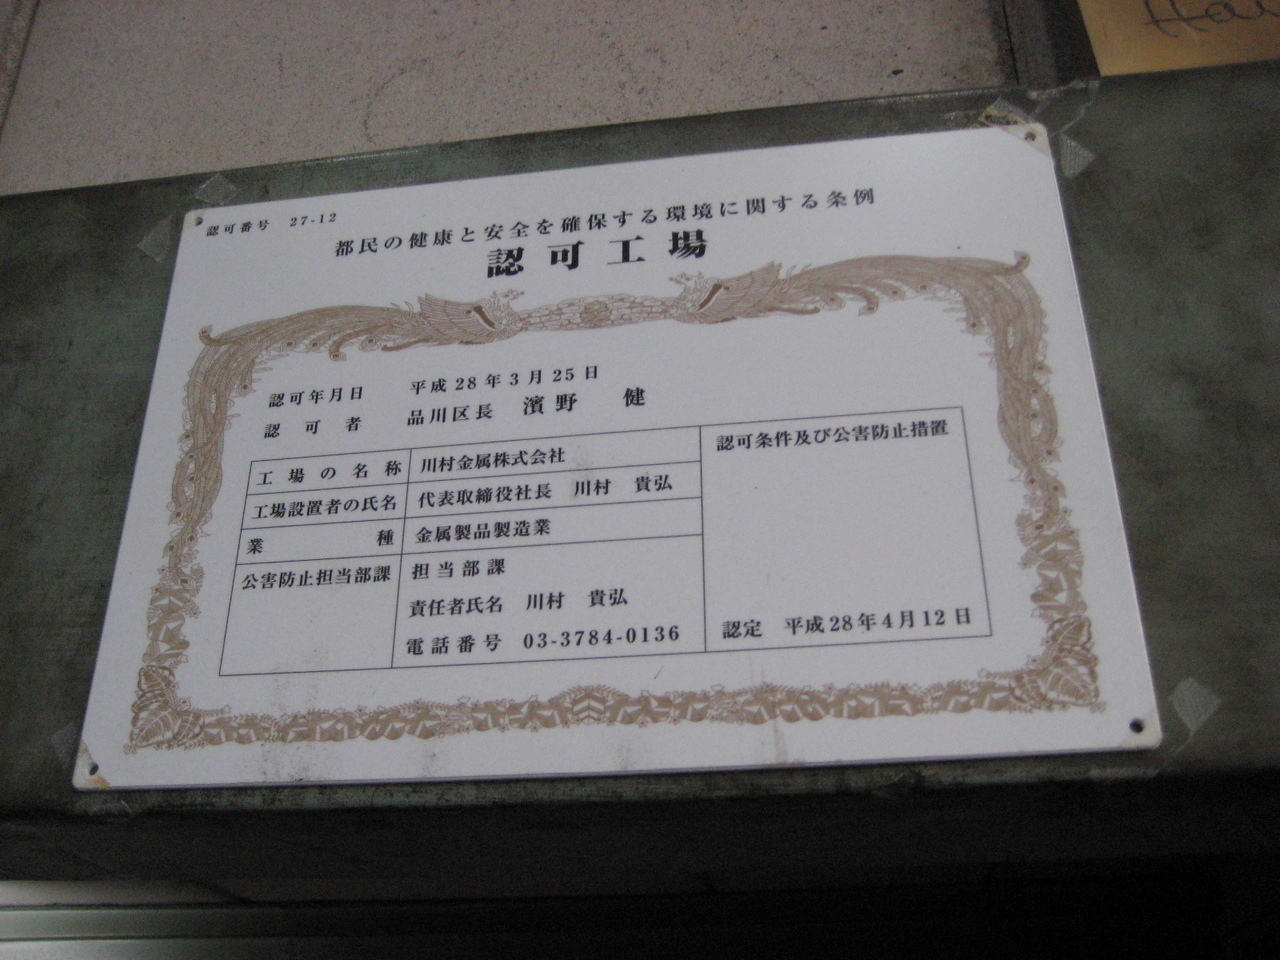 認可番号 27-12
都民の健康と安全を確保する環境に関する条例
認可工場
認可年月日 平成28年3月25日
認可者 品川区長 濱野 健
工場の名称 川村金属株式会社
工場設置者の氏名 代表取締役社長 川村 貴弘
業種 金属製品製造業
公害防止担当部課 担当部課
責任者氏名 川村 貴弘
電話番号 03-3784-0136
認可条件及び公害防止措置
認定 平成28年4月12日